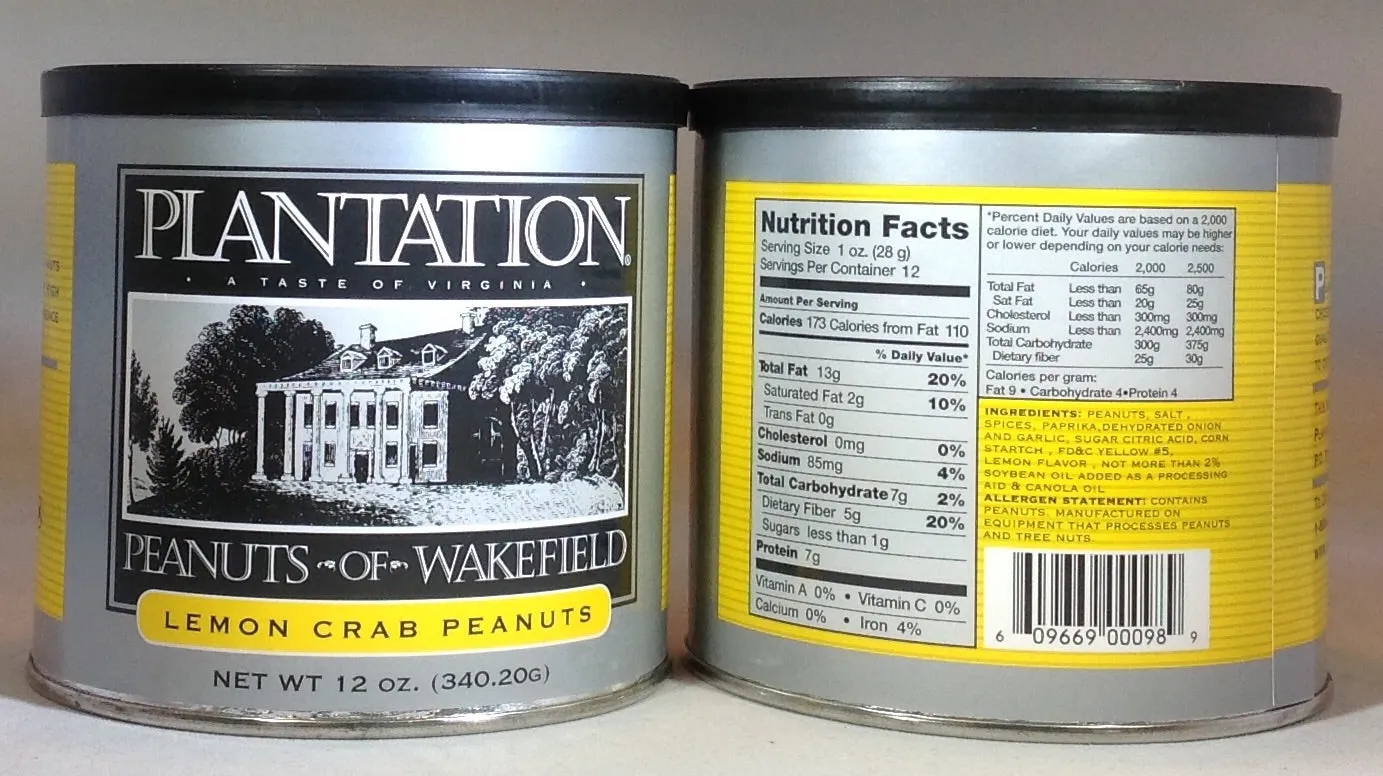 PLANTATION®
• A TASTE OF VIRGINIA •
PEANUTS OF WAKEFIELD
LEMON CRAB PEANUTS
NET WT 12 OZ. (340.20G)
Nutrition Facts
Serving Size 1 oz. (28 g)
Servings Per Container 12
Amount Per Serving
Calories 173 Calories from Fat 110
% Daily Value*
Total Fat 13g 20%
Saturated Fat 2g 10%
Trans Fat 0g
Cholesterol 0mg 0%
Sodium 85mg 4%
Total Carbohydrate 7g 2%
Dietary Fiber 5g 20%
Sugars less than 1g
Protein 7g
Vitamin A 0% • Vitamin C 0%
Calcium 0% • Iron 4%
*Percent Daily Values are based on a 2,000
calorie diet. Your daily values may be higher
or lower depending on your calorie needs:
Calories 2,000 2,500
Total Fat Less than 65g 80g
Sat Fat Less than 20g 25g
Cholesterol Less than 300mg 300mg
Sodium Less than 2,400mg 2,400mg
Total Carbohydrate 300g 375g
Dietary fiber 25g 30g
Calories per gram:
Fat 9 • Carbohydrate 4•Protein 4
INGREDIENTS: PEANUTS, SALT ,
SPICES, PAPRIKA,DEHYDRATED ONION
AND GARLIC, SUGAR CITRIC ACID, CORN
STARTCH , FD&C YELLOW #5,
LEMON FLAVOR , NOT MORE THAN 2%
SOYBEAN OIL ADDED AS A PROCESSING
AID & CANOLA OIL
ALLERGEN STATEMENT: CONTAINS
PEANUTS. MANUFACTURED ON
EQUIPMENT THAT PROCESSES PEANUTS
AND TREE NUTS.
6 09669 00098 9